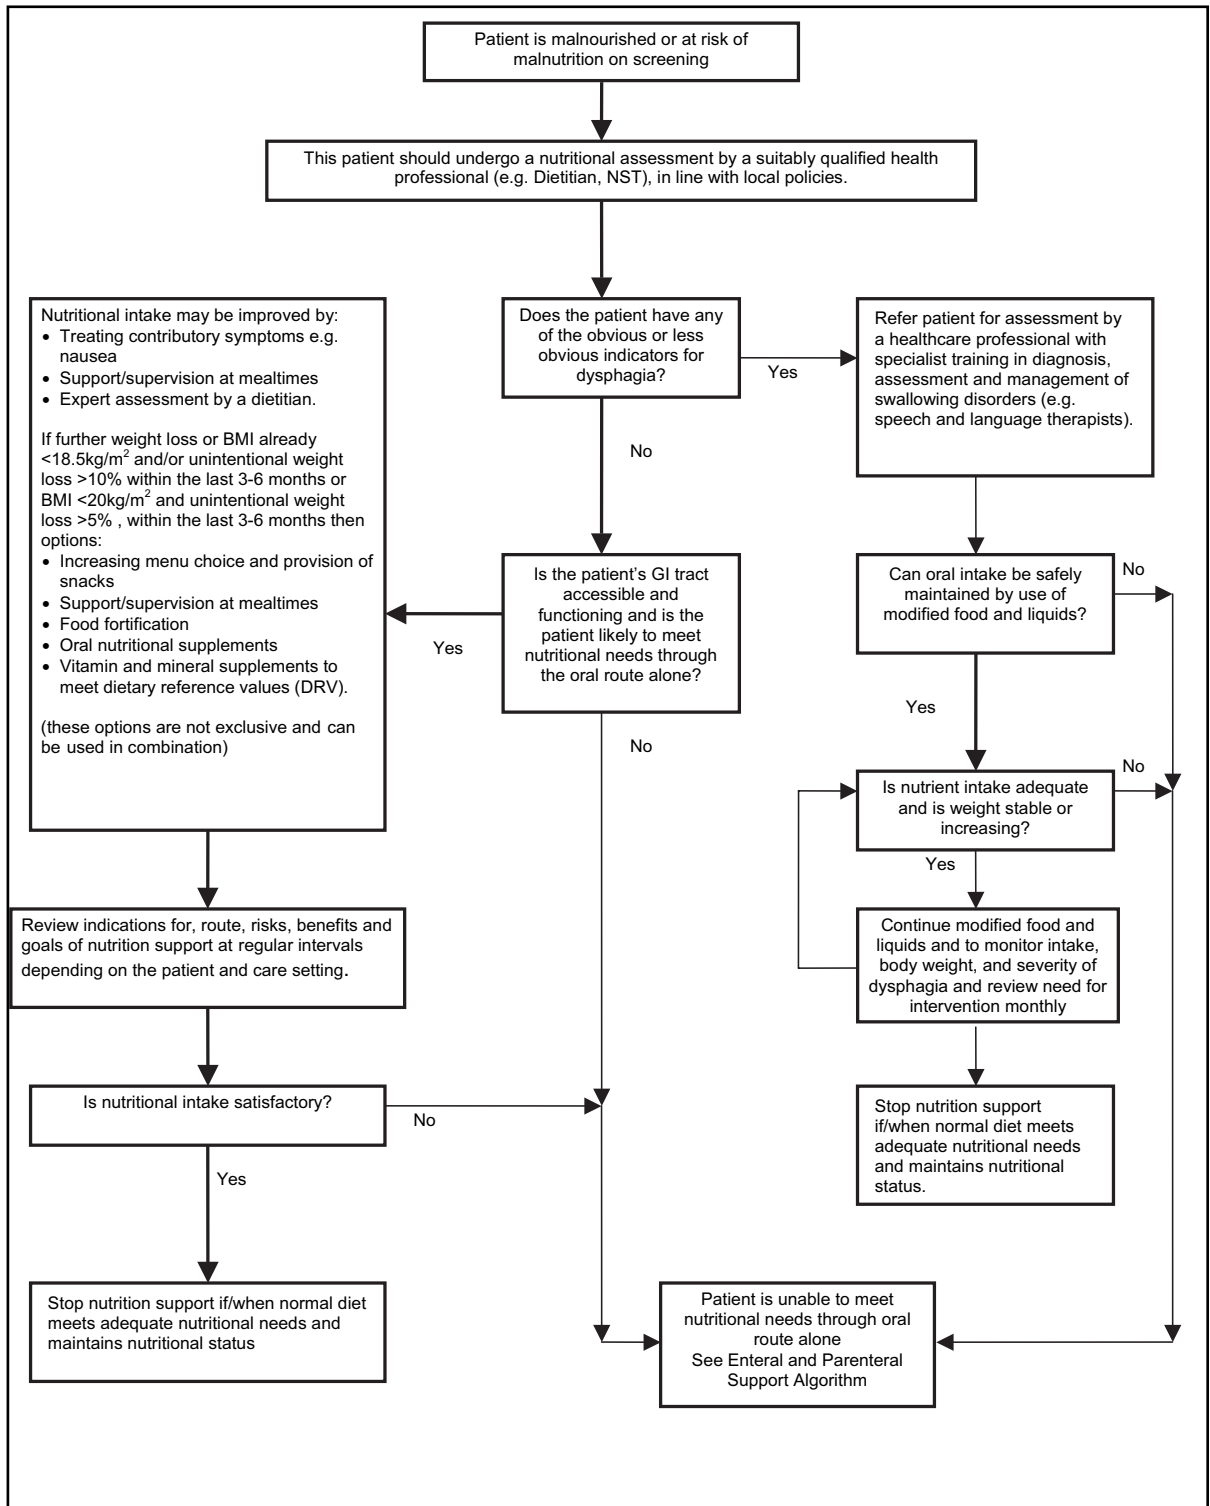 Patient is malnourished or at risk of
malnutrition on screening
This patient should undergo a nutritional assessment by a suitably qualified health
professional (e.g. Dietitian, NST), in line with local policies.
Nutritional intake may be improved by:
• Treating contributory symptoms e.g.
nausea
• Support/supervision at mealtimes
• Expert assessment by a dietitian.
If further weight loss or BMI already
<18.5kg/m² and/or unintentional weight
loss >10% within the last 3-6 months or
BMI <20kg/m² and unintentional weight
loss >5% , within the last 3-6 months then
options:
• Increasing menu choice and provision of
snacks
• Support/supervision at mealtimes
• Food fortification
• Oral nutritional supplements
• Vitamin and mineral supplements to
meet dietary reference values (DRV).
(these options are not exclusive and can
be used in combination)
Does the patient have any
of the obvious or less
obvious indicators for
dysphagia?
Yes
No
Refer patient for assessment by
a healthcare professional with
specialist training in diagnosis,
assessment and management of
swallowing disorders (e.g.
speech and language therapists).
Is the patient's GI tract
accessible and
functioning and is the
patient likely to meet
nutritional needs through
the oral route alone?
Yes
No
Can oral intake be safely
maintained by use of
modified food and liquids?
No
Yes
Is nutrient intake adequate
and is weight stable or
increasing?
No
Yes
Review indications for, route, risks, benefits and
goals of nutrition support at regular intervals
depending on the patient and care setting.
Continue modified food and
liquids and to monitor intake,
body weight, and severity of
dysphagia and review need for
intervention monthly
Is nutritional intake satisfactory?
No
Yes
Stop nutrition support
if/when normal diet meets
adequate nutritional needs
and maintains nutritional
status.
Stop nutrition support if/when normal diet
meets adequate nutritional needs and
maintains nutritional status
Patient is unable to meet
nutritional needs through oral
route alone
See Enteral and Parenteral
Support Algorithm